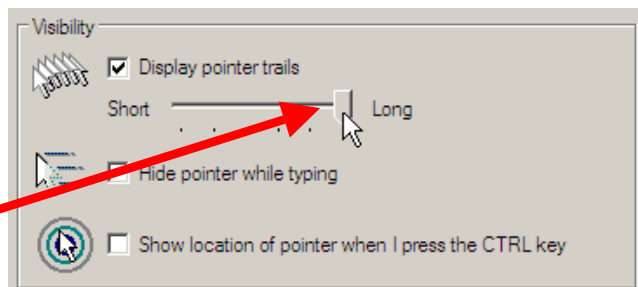 Visibility
Display pointer trails
Short Long
Hide pointer while typing
Show location of pointer when I press the CTRL key